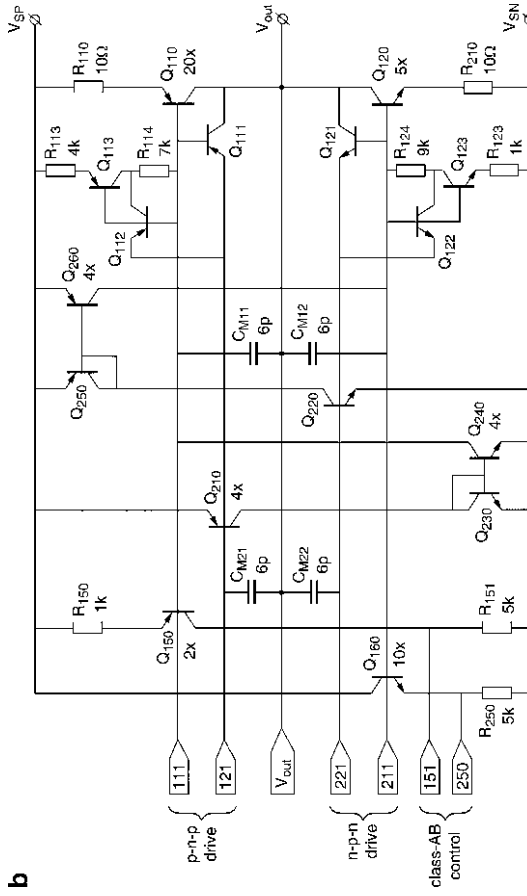 b
V_SP
V_out
V_SN
R_110
10Ω
Q_110
20x
Q_120
5x
R_210
10Ω
R_113
4k
Q_113
R_114
7k
Q_111
Q_121
R_124
9k
Q_123
R_123
1k
Q_112
Q_122
Q_260
4x
C_M11
6p
C_M12
6p
Q_250
Q_220
Q_240
4x
Q_210
4x
Q_230
C_M21
6p
C_M22
6p
R_150
1k
Q_150
2x
Q_160
10x
R_151
5k
R_250
5k
111
121
V_out
221
211
151
250
p-n-p
drive
n-p-n
drive
class-AB
control